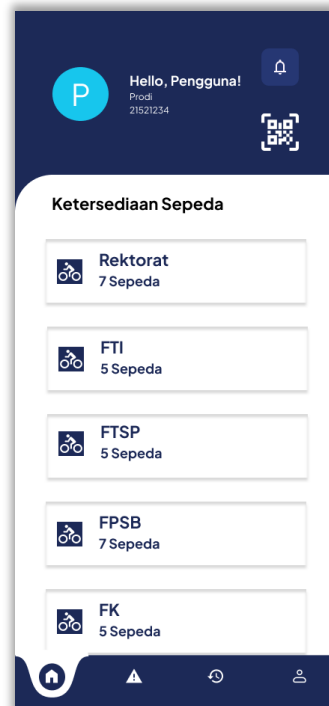 P
Hello, Pengguna!
Prodi
21521234
Ketersediaan Sepeda
Rektorat
7 Sepeda
FTI
5 Sepeda
FTSP
5 Sepeda
FPSB
7 Sepeda
FK
5 Sepeda